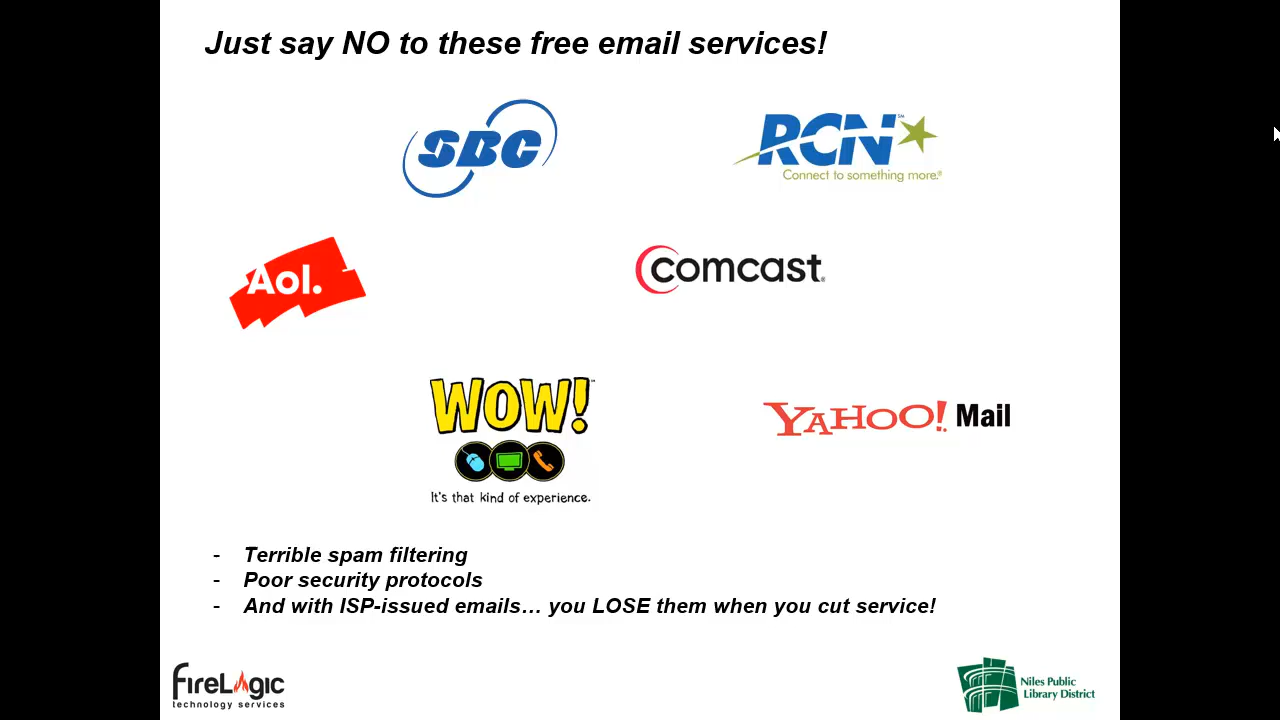 Just say NO to these free email services!
SBC
RCN SM
Connect to something more.®
Aol.
comcast®
WOW!™
It's that kind of experience.
YAHOO! Mail
- Terrible spam filtering
- Poor security protocols
- And with ISP-issued emails… you LOSE them when you cut service!
fireLogic
technology services
Niles Public
Library District